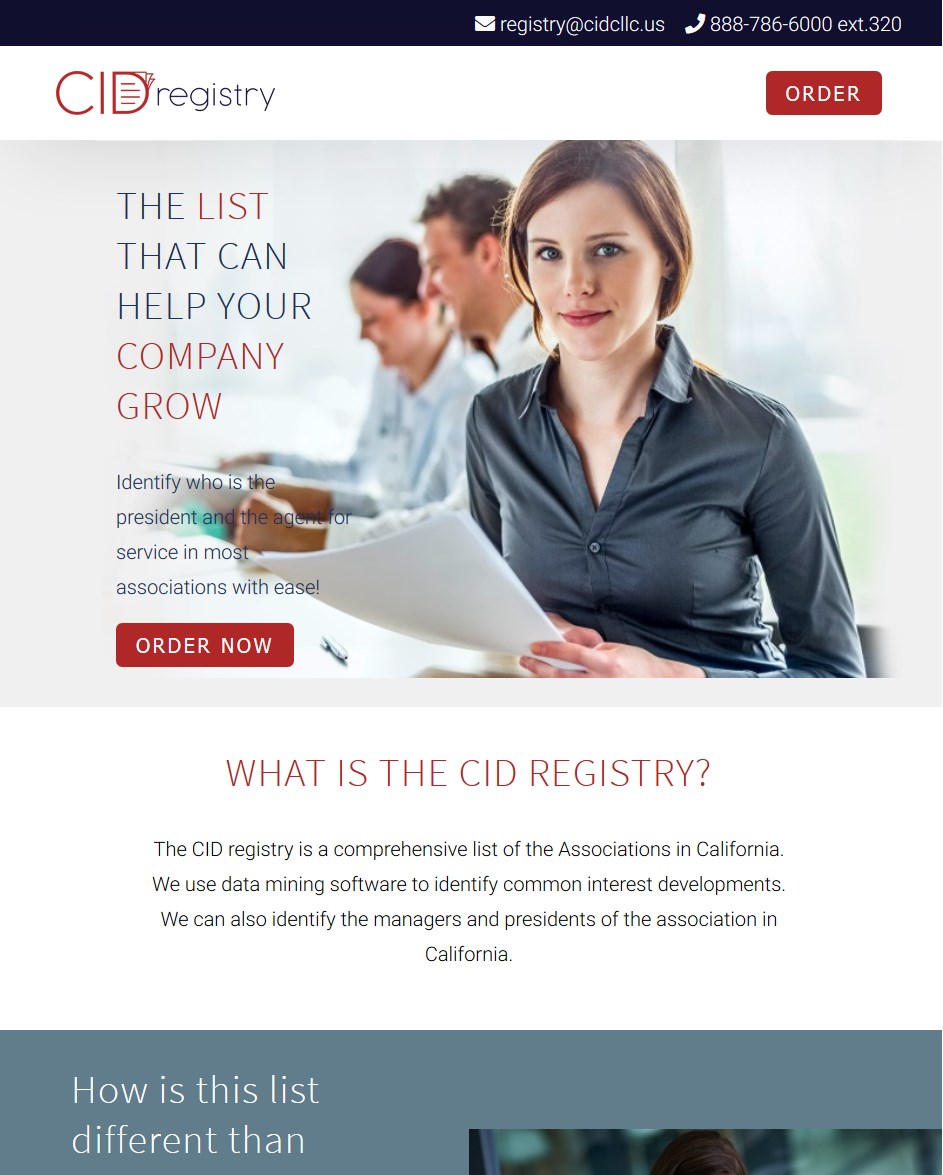 registry@cidcllc.us 888-786-6000 ext.320
CID registry
ORDER
THE LIST
THAT CAN
HELP YOUR
COMPANY
GROW
Identify who is the
president and the agent for
service in most
associations with ease!
ORDER NOW
WHAT IS THE CID REGISTRY?
The CID registry is a comprehensive list of the Associations in California.
We use data mining software to identify common interest developments.
We can also identify the managers and presidents of the association in
California.
How is this list
different than